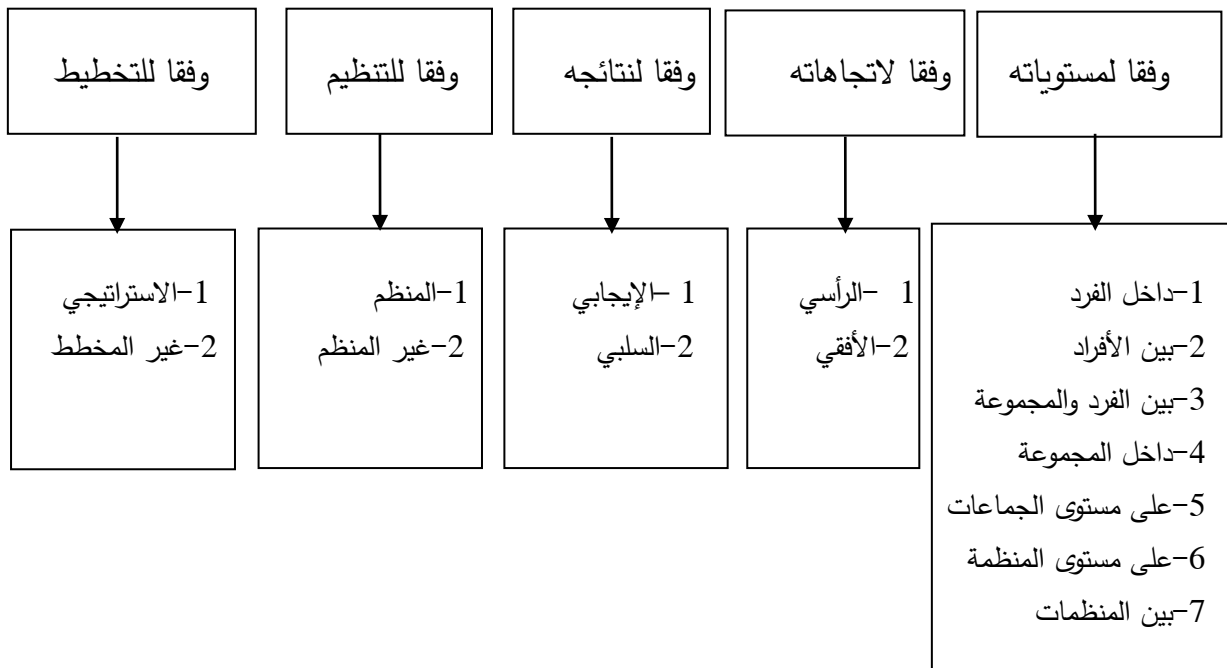 وفقا لمستوياته
وفقا لاتجاهاته
وفقا لنتائجه
وفقا للتنظيم
وفقا للتخطيط
1-داخل الفرد
2-بين الأفراد
3-بين الفرد والمجموعة
4-داخل المجموعة
5-على مستوى الجماعات
6-على مستوى المنظمة
7-بين المنظمات
1 -الرأسي
2-الأفقي
1 -الإيجابي
2-السلبي
1-المنظم
2-غير المنظم
1-الاستراتيجي
2-غير المخطط